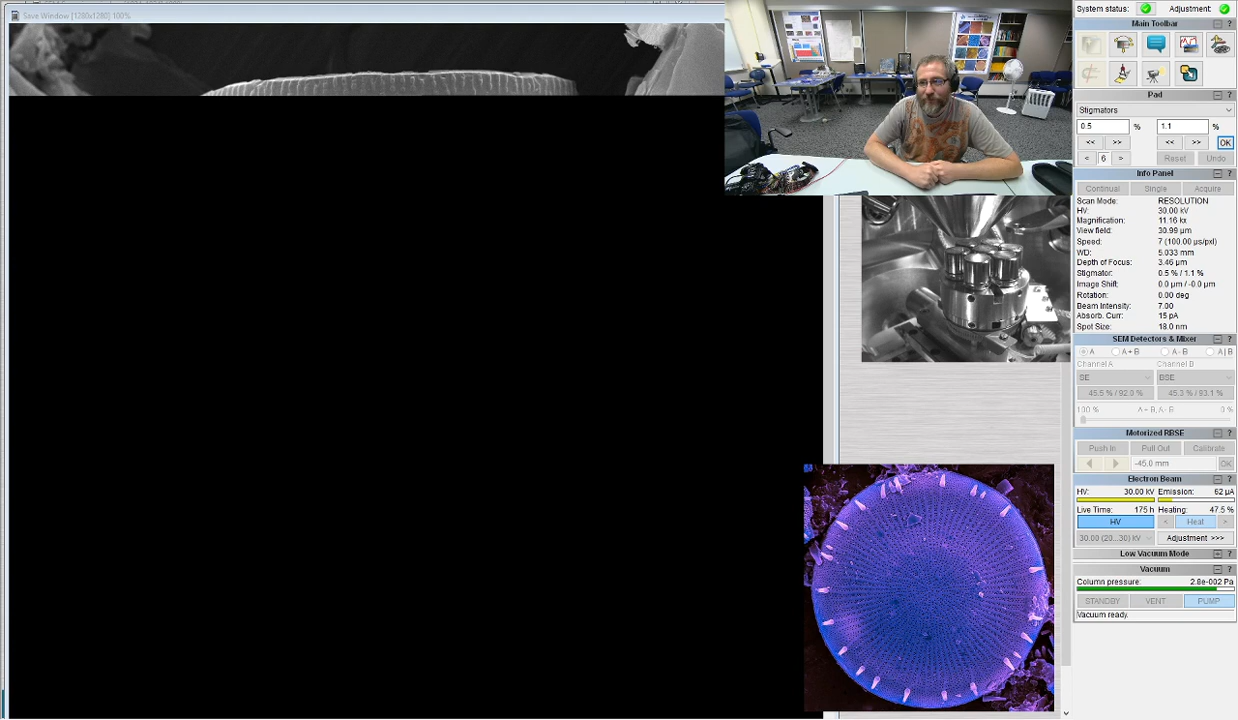 Save Window [1280x1280] 100%
System status: Adjustment:
Main Toolbar
Pad
Stigmators
0.5 % 1.1 %
<< >> << >> OK
< 6 > Reset Undo
Info Panel
Continual Single Acquire
Scan Mode: RESOLUTION
HV: 30.00 kV
Magnification: 11.16 kx
View field: 30.99 µm
Speed: 7 (100.00 µs/pxl)
WD: 5.033 mm
Depth of Focus: 3.46 µm
Stigmator: 0.5 % / 1.1 %
Image Shift: 0.0 µm / -0.0 µm
Rotation: 0.00 deg
Beam Intensity: 7.00
Absorb. Curr: 15 pA
Spot Size: 18.0 nm
SEM Detectors & Mixer
A A+B A-B A|B
Channel A Channel B
SE BSE
45.5 % / 92.0 % 45.3 % / 93.1 %
100 % A+B, A-B 0 %
Motorized RBSE
Push In Pull Out Calibrate
-45.0 mm OK
Electron Beam
HV: 30.00 kV Emission: 62 µA
Live Time: 175 h Heating: 47.5 %
HV < Heat >
30.00 (20...30) kV Adjustment >>>
Low Vacuum Mode
Vacuum
Column pressure: 2.8e-002 Pa
STANDBY VENT PUMP
Vacuum ready.